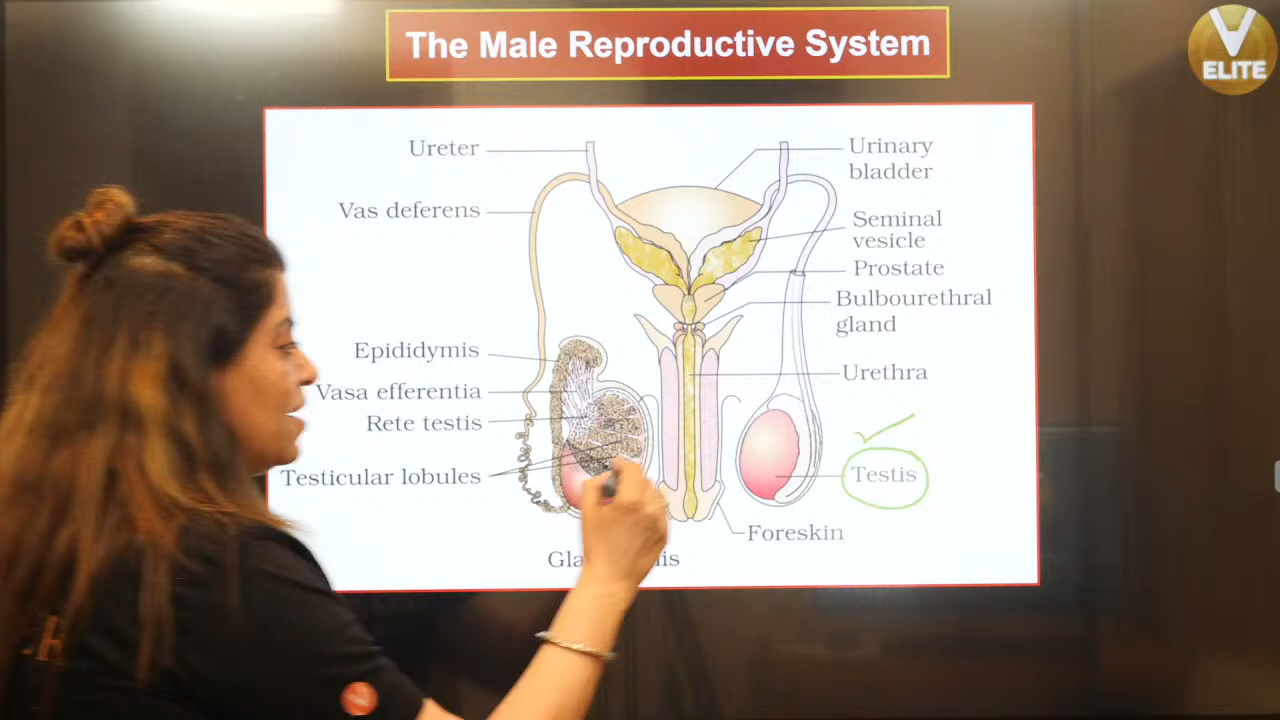 The Male Reproductive System
V
ELITE
Ureter
Vas deferens
Epididymis
Vasa efferentia
Rete testis
Testicular lobules
Urinary
bladder
Seminal
vesicle
Prostate
Bulbourethral
gland
Urethra
Testis
Foreskin